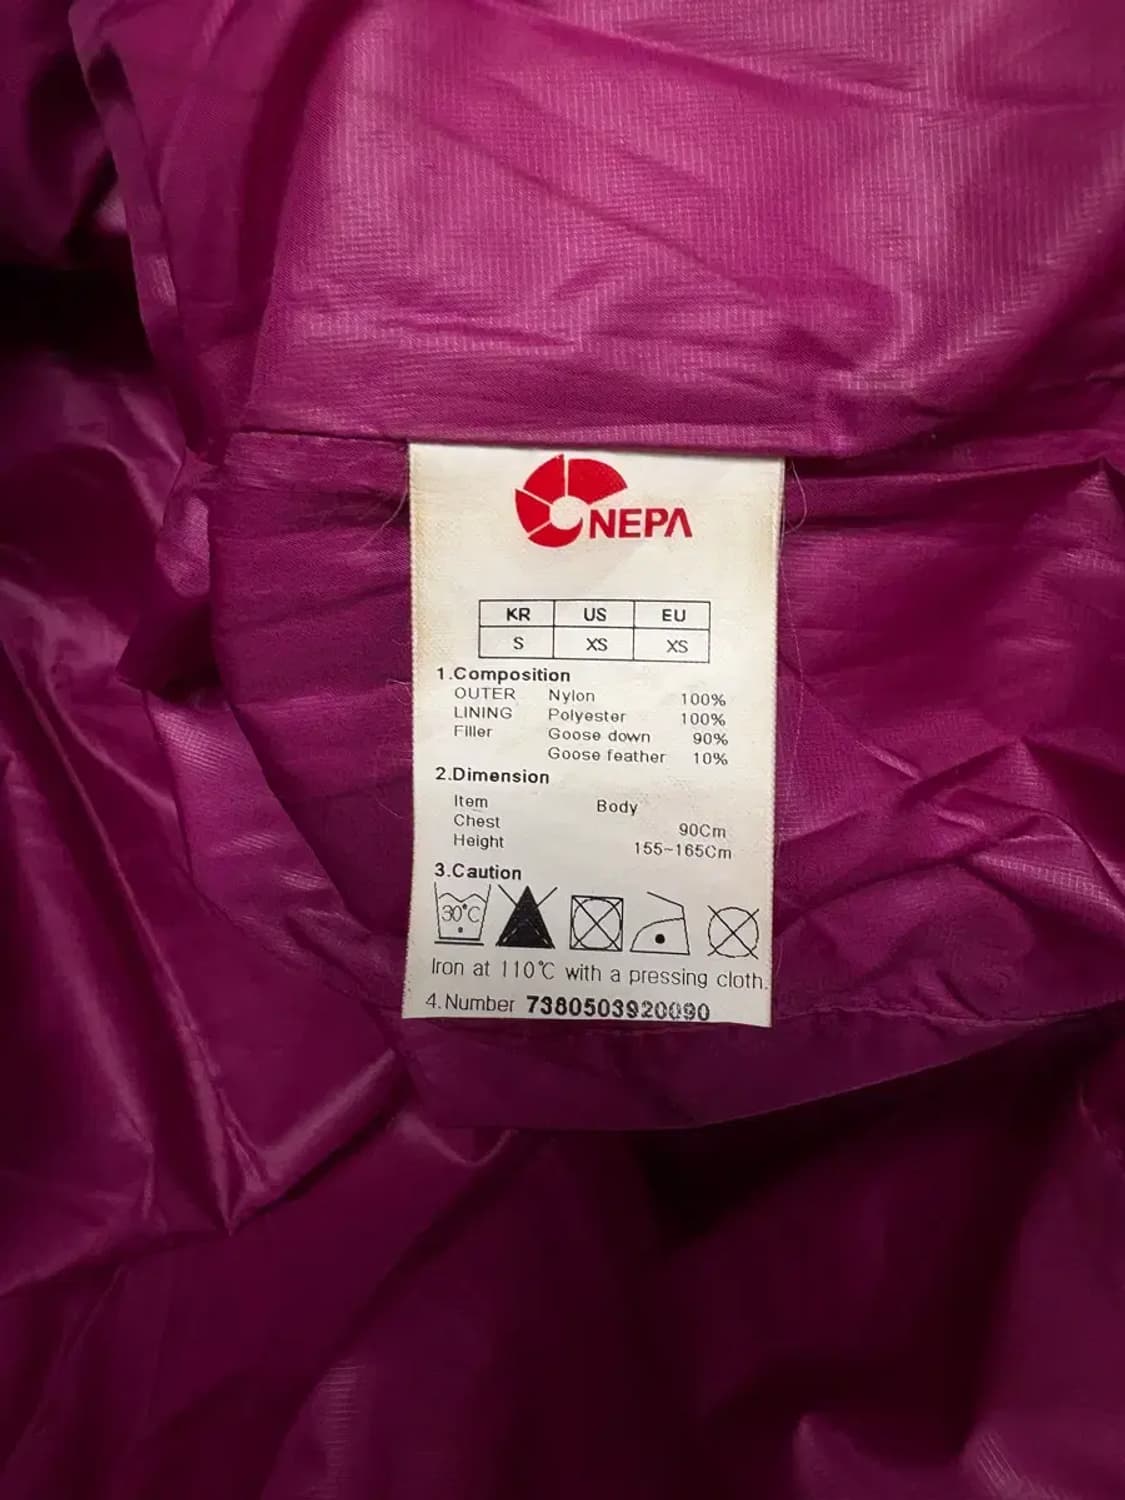 NEPA
KR US EU
S XS XS
1.Composition
OUTER Nylon 100%
LINING Polyester 100%
Filler Goose down 90%
Goose feather 10%
2.Dimension
Item Body
Chest 90Cm
Height 155~165Cm
3.Caution
30°C
Iron at 110℃ with a pressing cloth.
4.Number 7380503920090